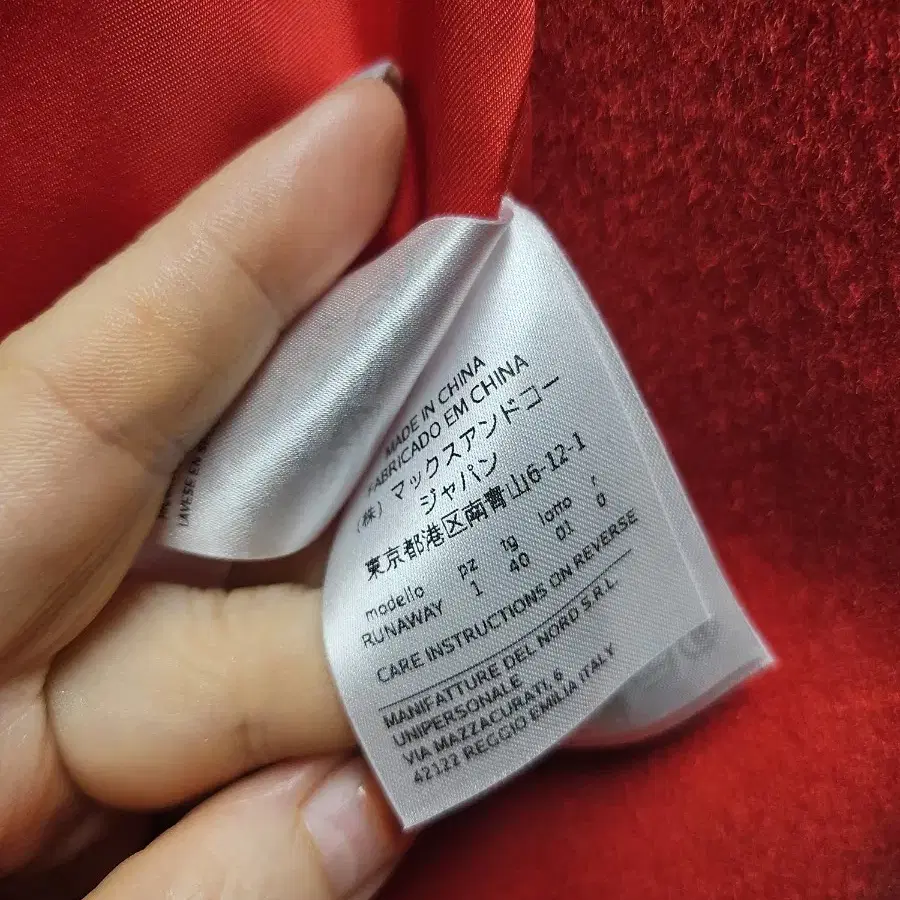 MADE IN CHINA
FABRICADO EM CHINA
(株) マックスアンドコー
ジャパン
東京都港区南青山6-12-1
modello pz tg lotto r
RUNAWAY 1 40 01 0
CARE INSTRUCTIONS ON REVERSE
MANIFATTURE DEL NORD S.R.L.
UNIPERSONALE
VIA MAZZACURATI, 6
42122 REGGIO EMILIA ITALY